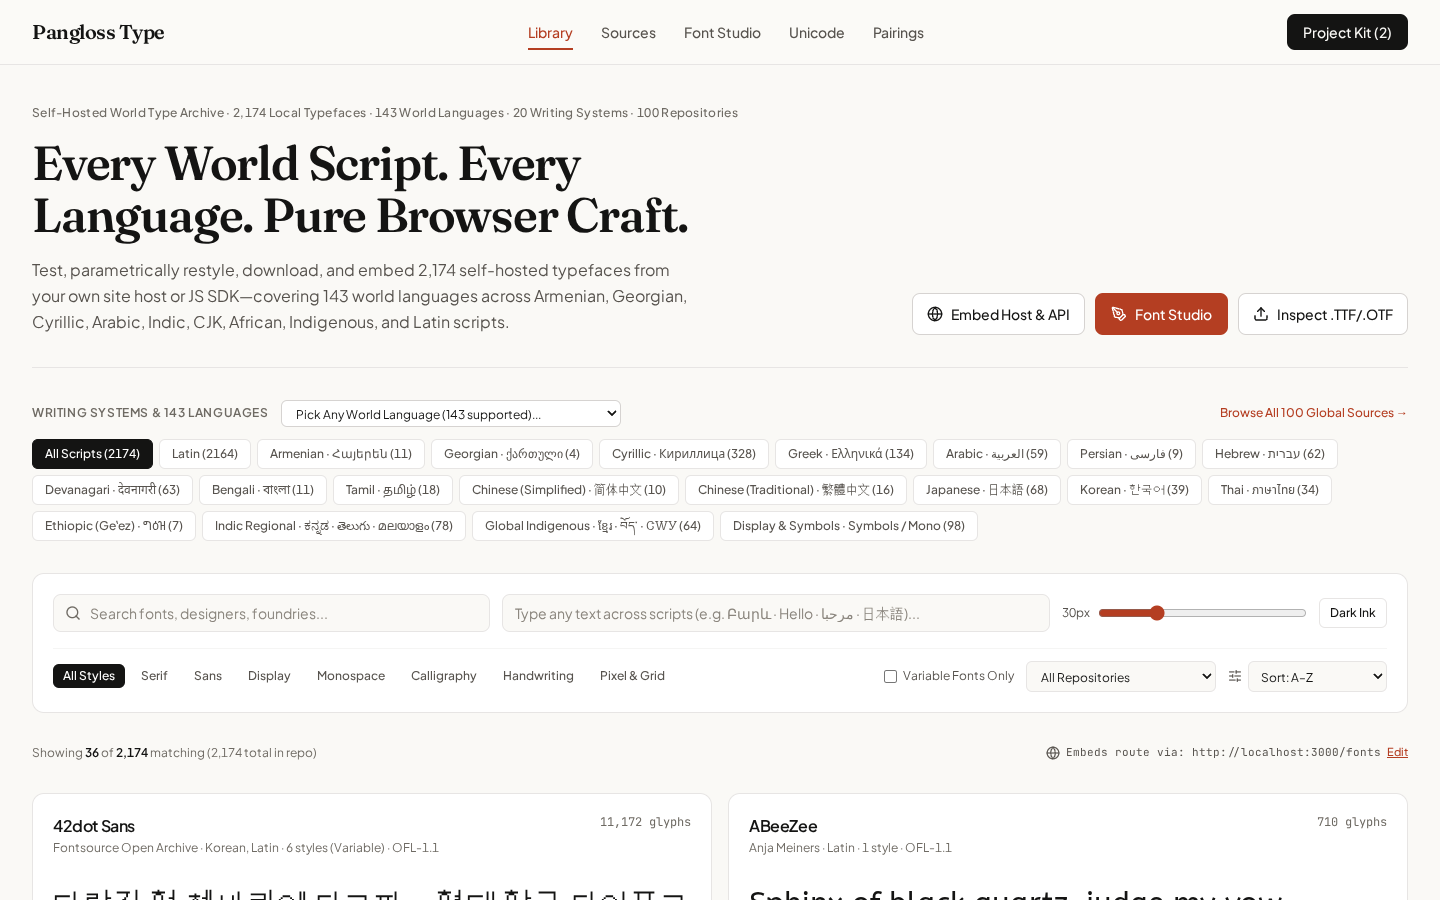 Pangloss Type
Library
Sources
Font Studio
Unicode
Pairings
Project Kit (2)
Self-Hosted World Type Archive · 2,174 Local Typefaces · 143 World Languages · 20 Writing Systems · 100 Repositories
Every World Script. Every
Language. Pure Browser Craft.
Test, parametrically restyle, download, and embed 2,174 self-hosted typefaces from
your own site host or JS SDK—covering 143 world languages across Armenian, Georgian,
Cyrillic, Arabic, Indic, CJK, African, Indigenous, and Latin scripts.
Embed Host & API
Font Studio
Inspect .TTF/.OTF
WRITING SYSTEMS & 143 LANGUAGES
Pick Any World Language (143 supported)...
Browse All 100 Global Sources →
All Scripts (2174)
Latin (2164)
Armenian · Հայերեն (11)
Georgian · ქართული (4)
Cyrillic · Кириллица (328)
Greek · Ελληνικά (134)
Arabic · العربية (59)
Persian · فارسی (9)
Hebrew · עברית (62)
Devanagari · देवनागरी (63)
Bengali · বাংলা (11)
Tamil · தமிழ் (18)
Chinese (Simplified) · 简体中文 (10)
Chinese (Traditional) · 繁體中文 (16)
Japanese · 日本語 (68)
Korean · 한국어 (39)
Thai · ภาษาไทย (34)
Ethiopic (Ge'ez) · ግዕዝ (7)
Indic Regional · ಕನ್ನಡ · తెలుగు · മലയാളം (78)
Global Indigenous · ខ្មែរ · བོད་ · ᏣᎳᎩ (64)
Display & Symbols · Symbols / Mono (98)
Search fonts, designers, foundries...
Type any text across scripts (e.g. Բարև · Hello · مرحبا · 日本語)...
30px
Dark Ink
All Styles
Serif
Sans
Display
Monospace
Calligraphy
Handwriting
Pixel & Grid
Variable Fonts Only
All Repositories
Sort: A–Z
Showing 36 of 2,174 matching (2,174 total in repo)
Embeds route via: http://localhost:3000/fonts Edit
42dot Sans
11,172 glyphs
Fontsource Open Archive · Korean, Latin · 6 styles (Variable) · OFL-1.1
ABeeZee
710 glyphs
Anja Meiners · Latin · 1 style · OFL-1.1
Sphinx of black quartz, judge my vow